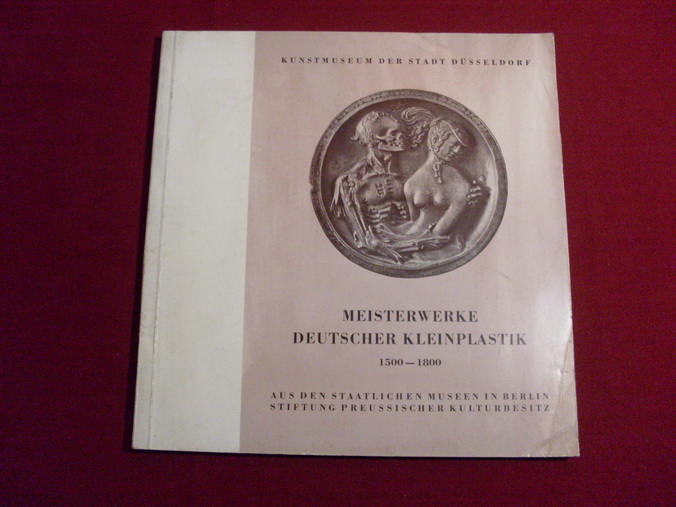 KUNSTMUSEUM DER STADT DÜSSELDORF
MEISTERWERKE
DEUTSCHER KLEINPLASTIK
1500 — 1800
AUS DEN STAATLICHEN MUSEEN IN BERLIN
STIFTUNG PREUSSISCHER KULTURBESITZ